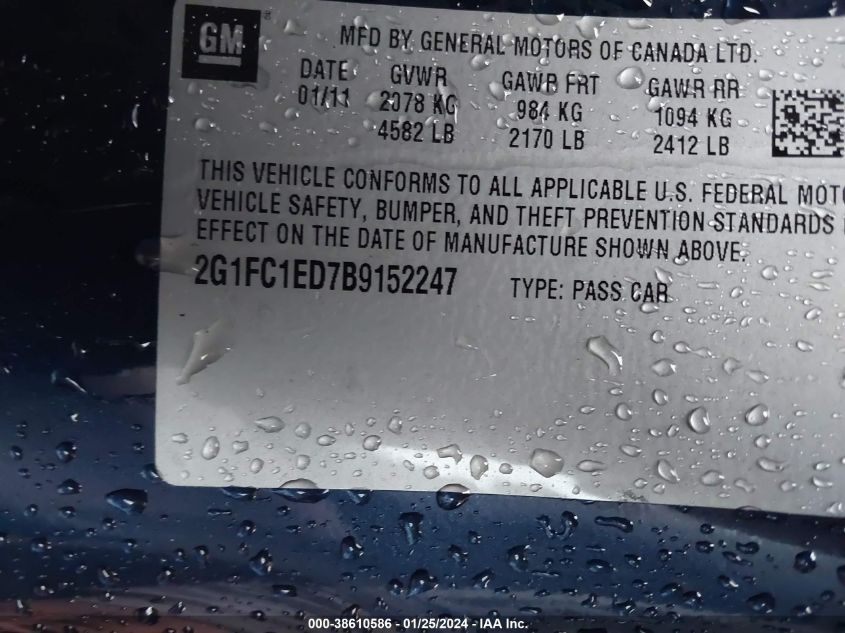 GM
MFD BY GENERAL MOTORS OF CANADA LTD.
DATE GVWR GAWR FRT GAWR RR
01/11 2078 KG 984 KG 1094 KG
4582 LB 2170 LB 2412 LB
THIS VEHICLE CONFORMS TO ALL APPLICABLE U.S. FEDERAL MOTO
VEHICLE SAFETY, BUMPER, AND THEFT PREVENTION STANDARDS
EFFECT ON THE DATE OF MANUFACTURE SHOWN ABOVE.
2G1FC1ED7B9152247 TYPE: PASS CAR
000-38610586 - 01/25/2024 - IAA Inc.